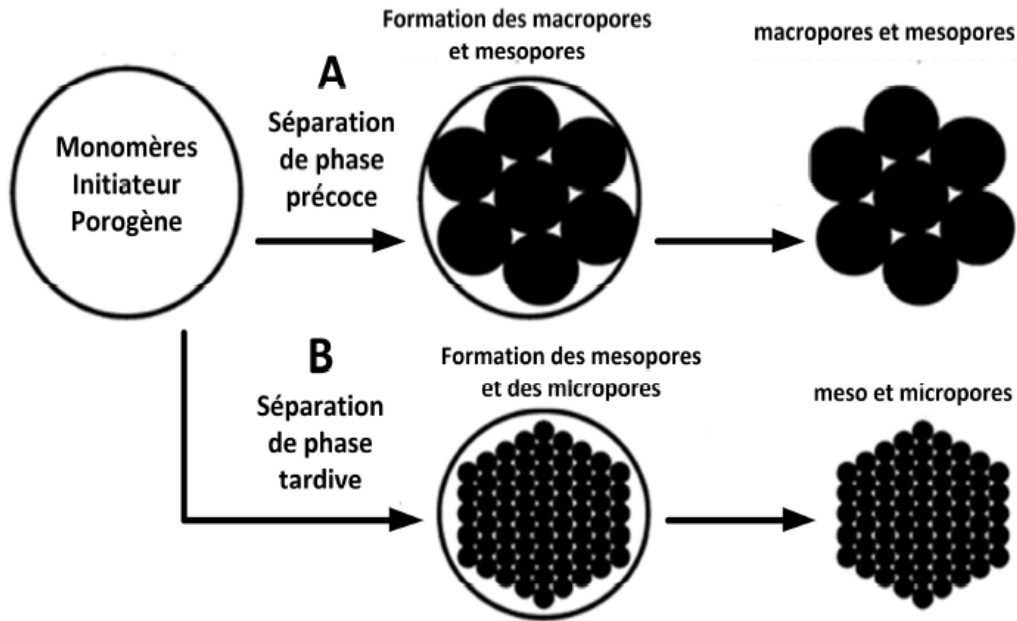 Formation des macropores
et mesopores
macropores et mesopores
A
Séparation
de phase
précoce
Monomères
Initiateur
Porogène
B
Séparation
de phase
tardive
Formation des mesopores
et des micropores
meso et micropores